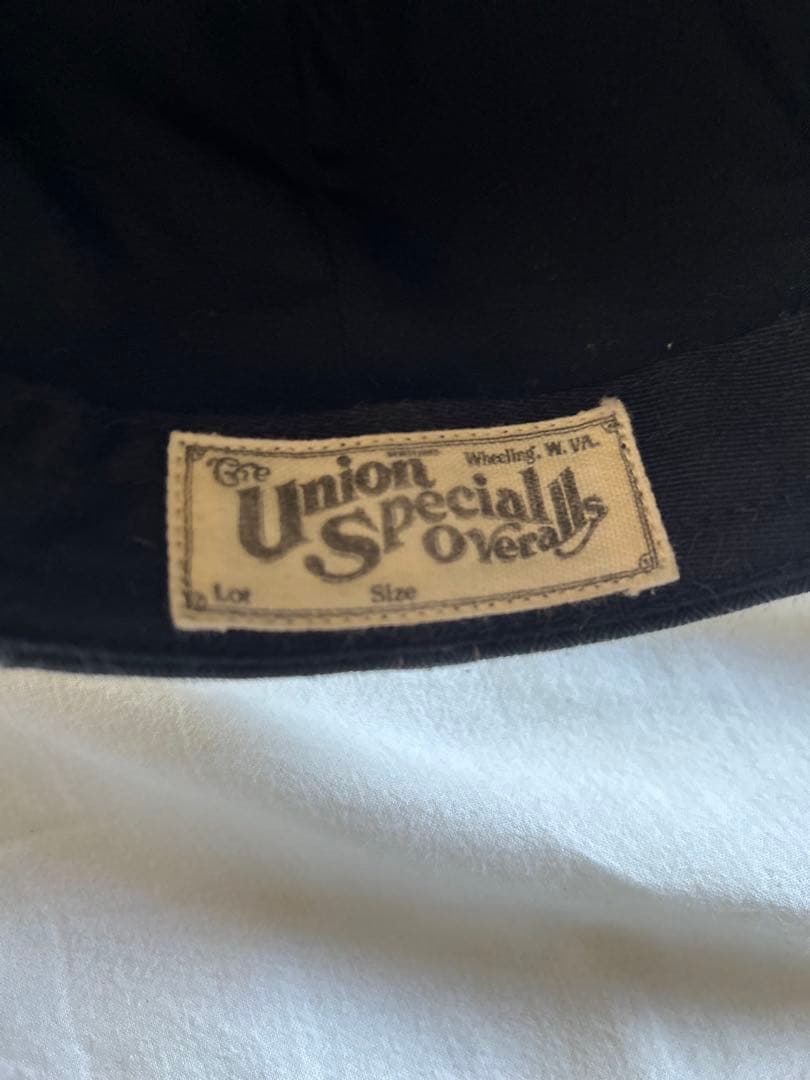 The
Union
Special
Overalls
Wheeling, W. VA.
Lot
Size